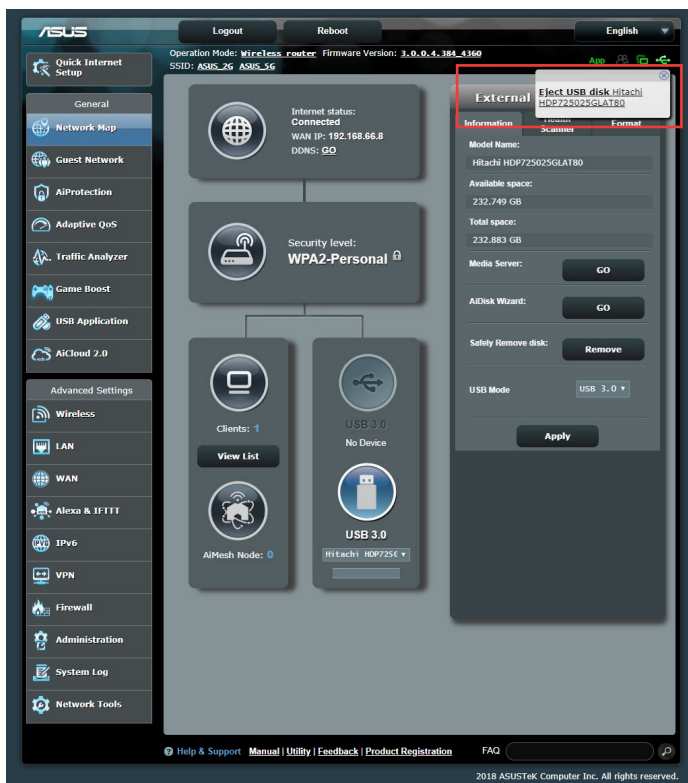 ASUS
Logout
Reboot
English
Quick Internet
Setup
Operation Mode: Wireless router Firmware Version: 3.0.0.4.384_4360
SSID: ASUS_2G ASUS_5G
App
General
Network Map
Guest Network
AiProtection
Adaptive QoS
Traffic Analyzer
Game Boost
USB Application
AiCloud 2.0
Advanced Settings
Wireless
LAN
WAN
Alexa & IFTTT
IPv6
VPN
Firewall
Administration
System Log
Network Tools
Internet status:
Connected
WAN IP: 192.168.66.8
DDNS: GO
Security level:
WPA2-Personal
Clients: 1
View List
AiMesh Node: 0
USB 3.0
No Device
USB 3.0
Hitachi HDP725
External
Eject USB disk Hitachi
HDP725025GLAT80
Information
Health
Scanner
Format
Model Name:
Hitachi HDP725025GLAT80
Available space:
232.749 GB
Total space:
232.883 GB
Media Server:
GO
AiDisk Wizard:
GO
Safely Remove disk:
Remove
USB Mode
USB 3.0
Apply
Help & Support Manual | Utility | Feedback | Product Registration
FAQ
2018 ASUSTeK Computer Inc. All rights reserved.